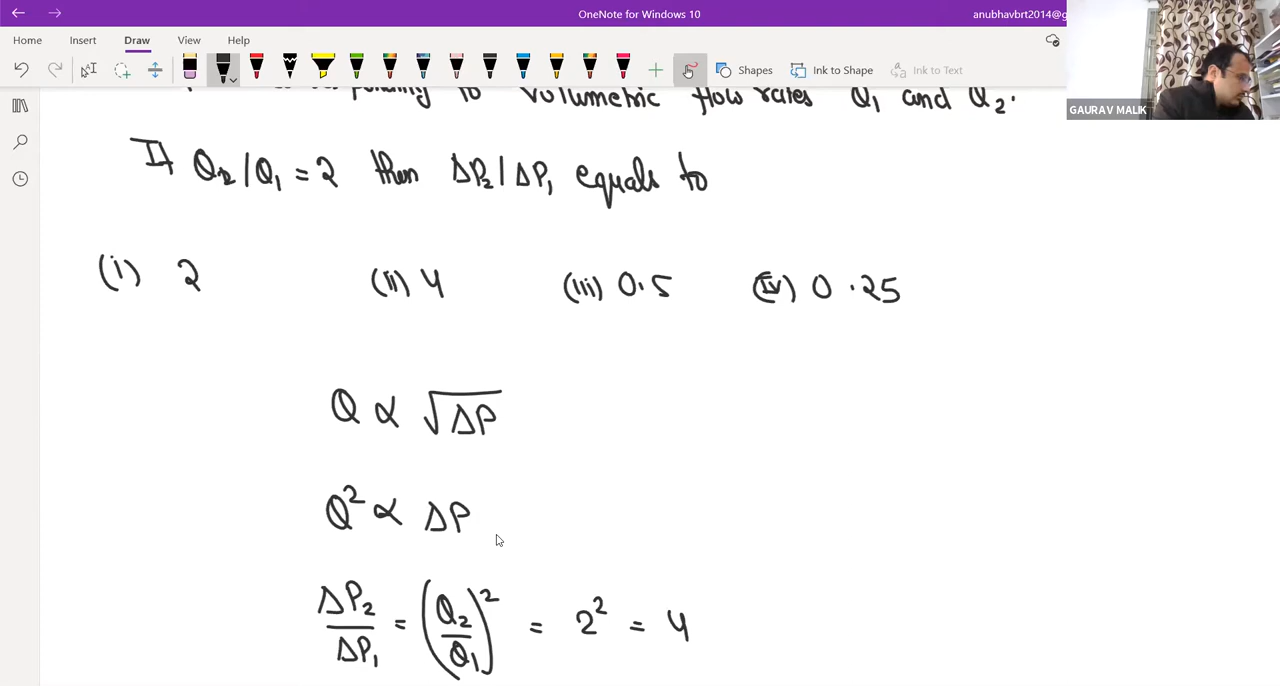 OneNote for Windows 10
anubhavbrt2014@g
Home Insert Draw View Help
Shapes Ink to Shape Ink to Text
GAURAV MALIK
to volumetric flow rates Q₁ and Q₂.
If Q₂/Q₁ = 2 then ΔP₂/ΔP₁ equals to
(i) 2 (ii) 4 (iii) 0.5 (iv) 0.25
Q ∝ √ΔP
Q² ∝ ΔP
ΔP₂/ΔP₁ = (Q₂/Q₁)² = 2² = 4